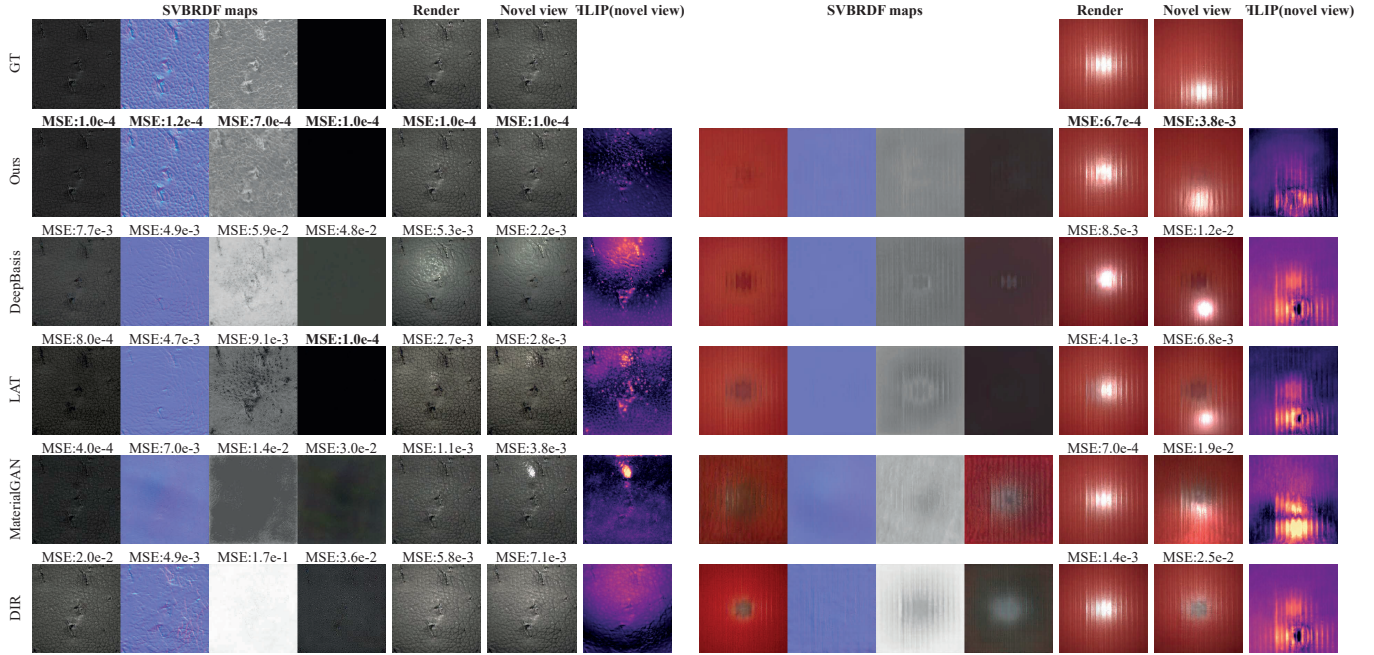 SVBRDF maps Render Novel view FLIP(novel view) SVBRDF maps Render Novel view FLIP(novel view)
GT
MSE:1.0e-4 MSE:1.2e-4 MSE:7.0e-4 MSE:1.0e-4 MSE:1.0e-4 MSE:1.0e-4 MSE:6.7e-4 MSE:3.8e-3
Ours
MSE:7.7e-3 MSE:4.9e-3 MSE:5.9e-2 MSE:4.8e-2 MSE:5.3e-3 MSE:2.2e-3 MSE:8.5e-3 MSE:1.2e-2
DeepBasis
MSE:8.0e-4 MSE:4.7e-3 MSE:9.1e-3 MSE:1.0e-4 MSE:2.7e-3 MSE:2.8e-3 MSE:4.1e-3 MSE:6.8e-3
LAT
MSE:4.0e-4 MSE:7.0e-3 MSE:1.4e-2 MSE:3.0e-2 MSE:1.1e-3 MSE:3.8e-3 MSE:7.0e-4 MSE:1.9e-2
MaterialGAN
MSE:2.0e-2 MSE:4.9e-3 MSE:1.7e-1 MSE:3.6e-2 MSE:5.8e-3 MSE:7.1e-3 MSE:1.4e-3 MSE:2.5e-2
DIR